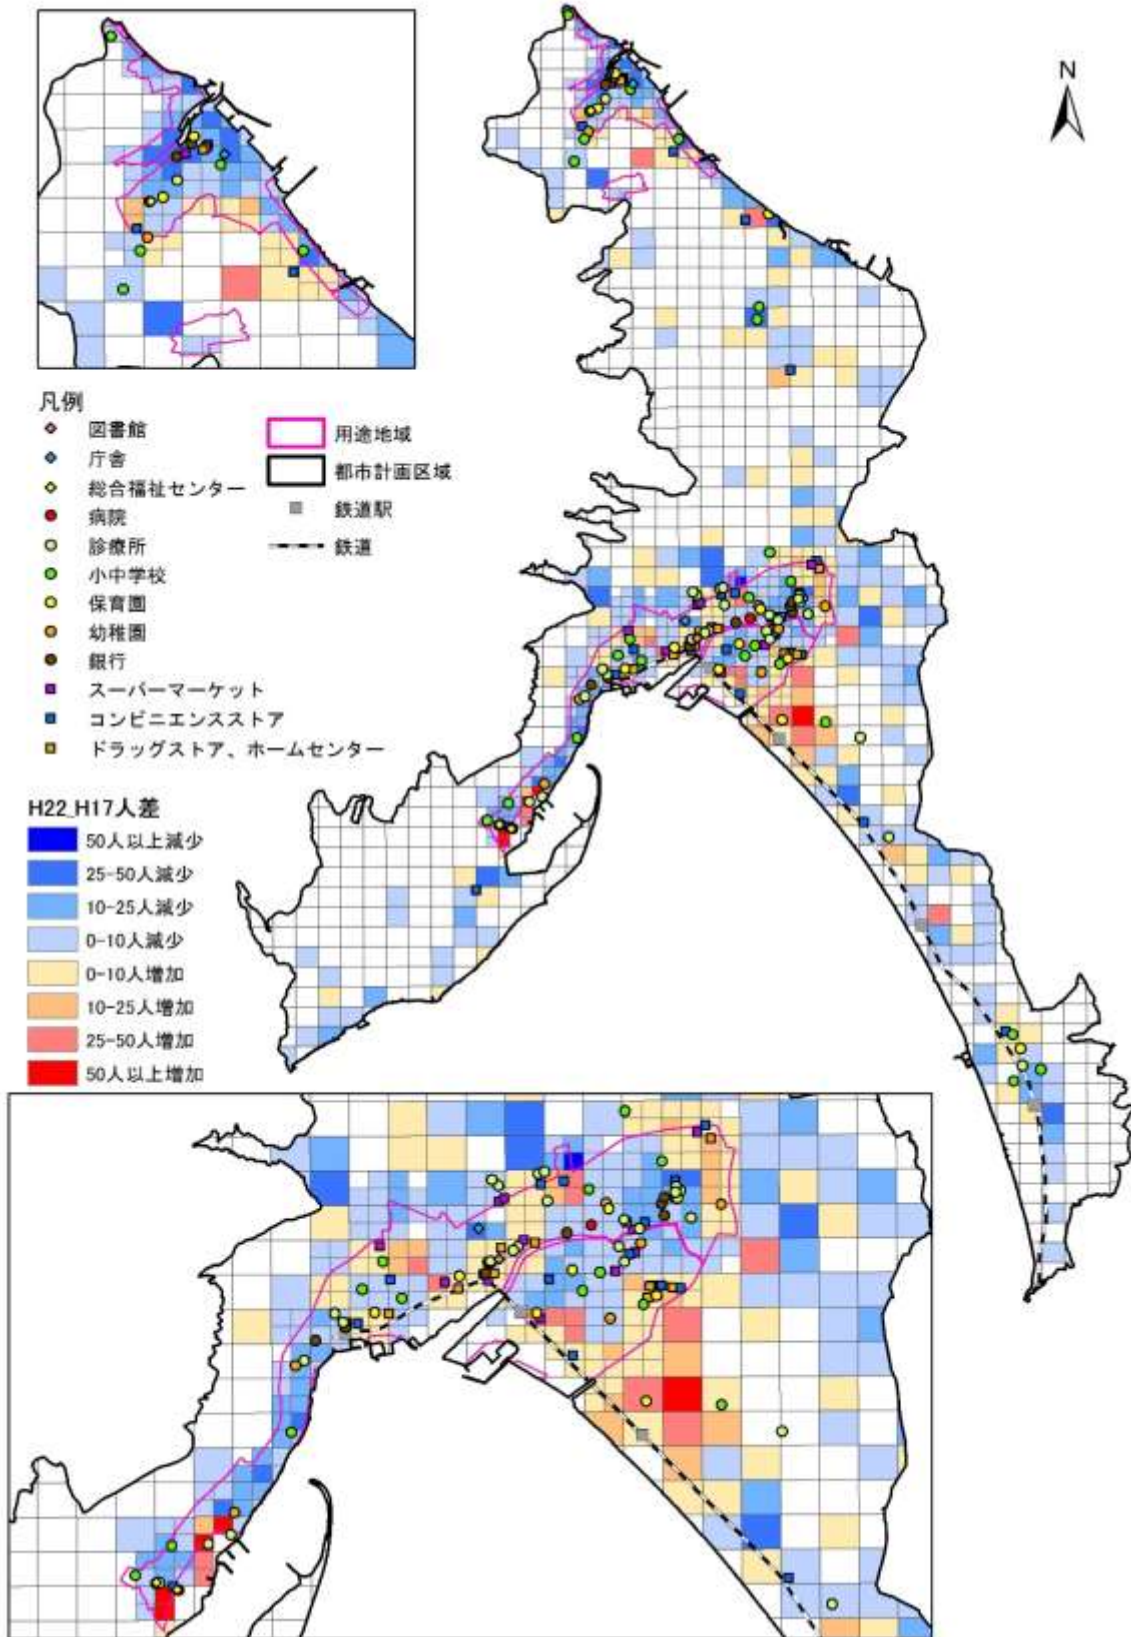 N
凡例
図書館
庁舎
総合福祉センター
病院
診療所
小中学校
保育園
幼稚園
銀行
スーパーマーケット
コンビニエンスストア
ドラッグストア、ホームセンター
用途地域
都市計画区域
鉄道駅
鉄道
H22_H17人差
50人以上減少
25-50人減少
10-25人減少
0-10人減少
0-10人増加
10-25人増加
25-50人増加
50人以上増加